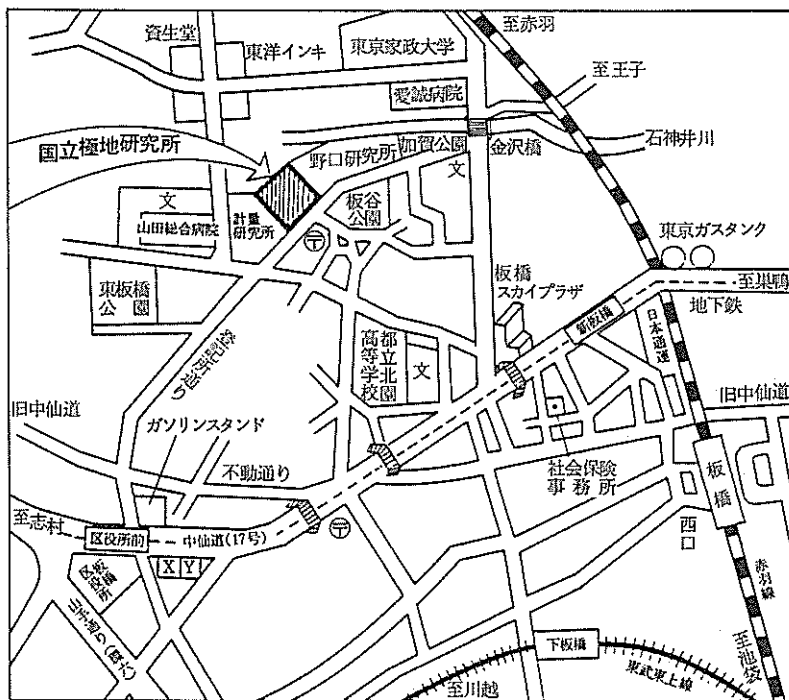 資生堂
東洋インキ
東京家政大学
至赤羽
至王子
愛誠病院
国立極地研究所
野口研究所
加賀公園
金沢橋
石神井川
文
文
山田総合病院
計量
研究所
板谷
公園
〒
東京ガスタンク
東板橋
公園
板橋
スカイプラザ
至巣鴨
地下鉄
新板橋
日本通運
登記所通り
都立北園
高等学校
文
旧中仙道
旧中仙道
ガソリンスタンド
不動通り
社会保険
事務所
板橋
西口
至志村
区役所前
中仙道(17号)
〒
X Y
板橋
区役所
山手通り(環六)
赤羽線
至池袋
下板橋
東武東上線
至川越